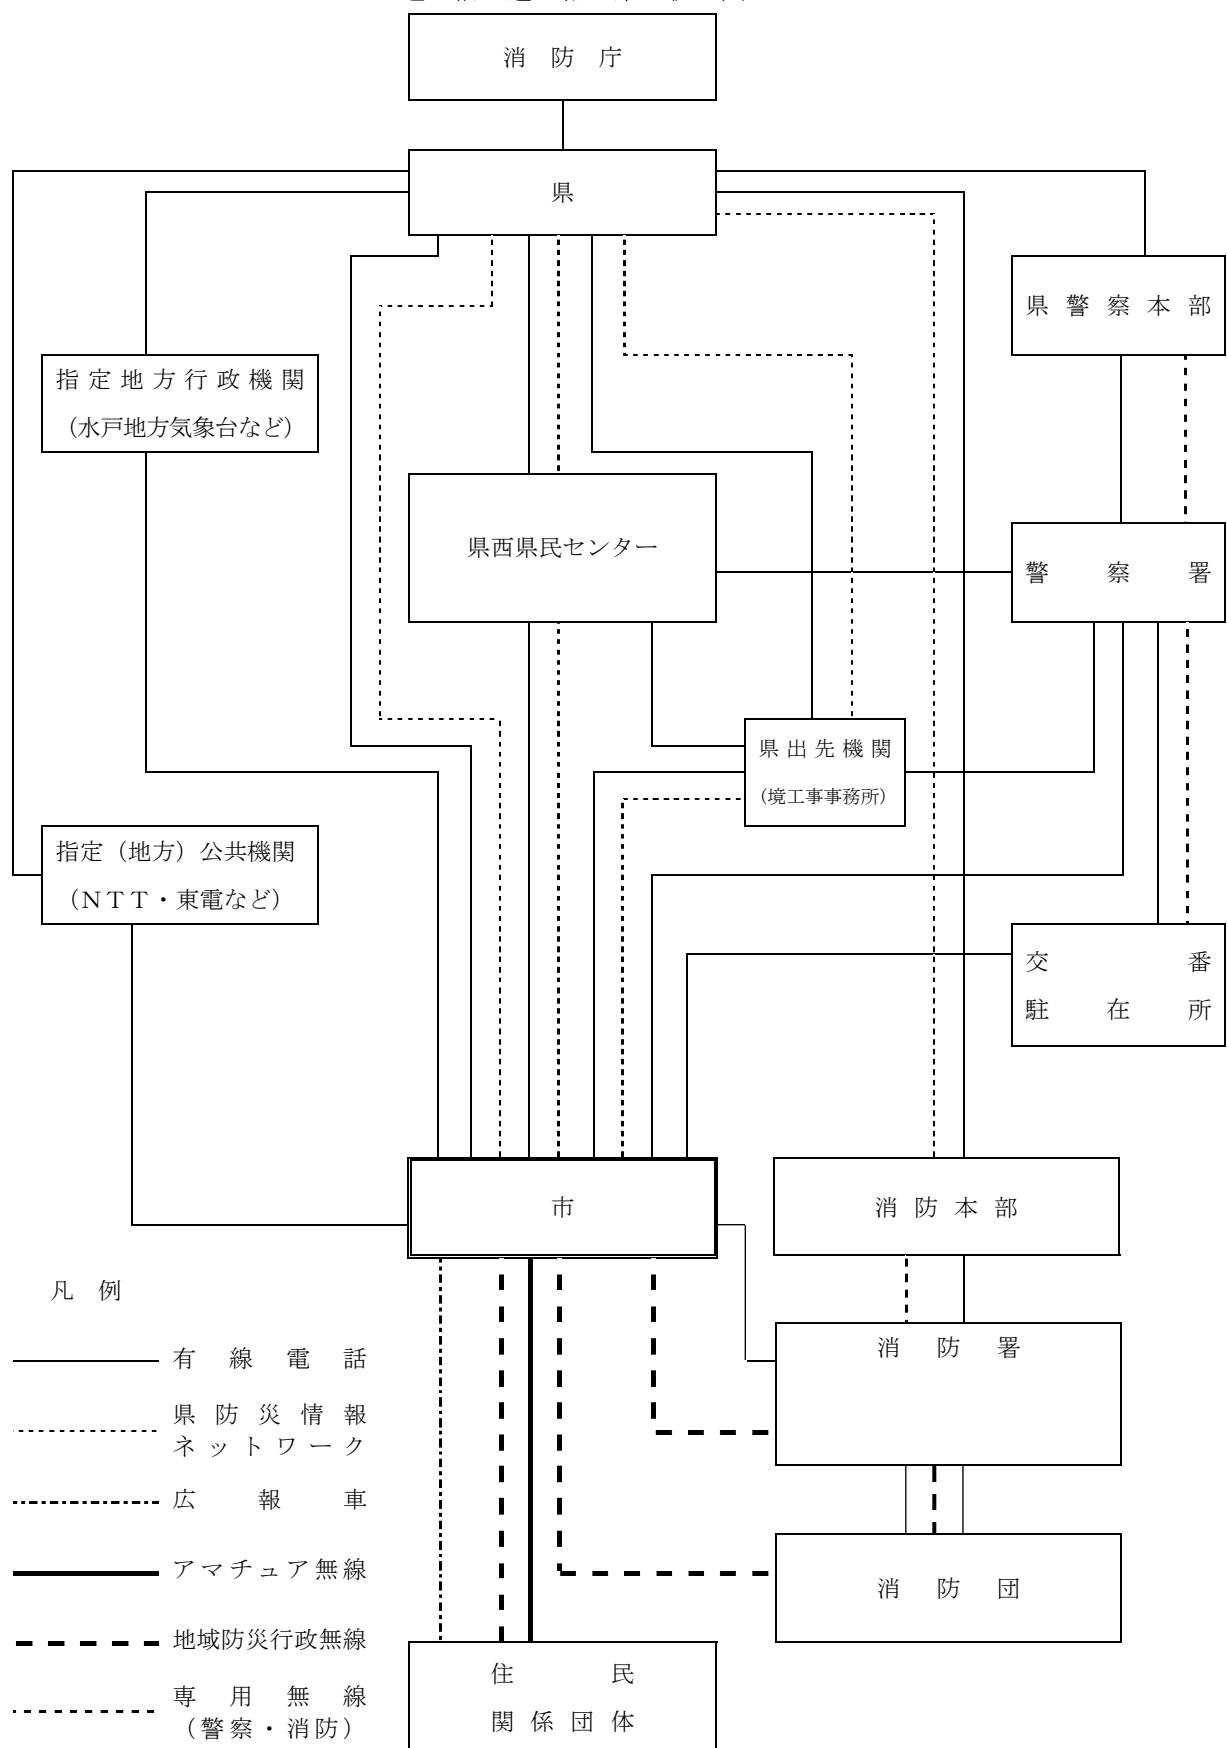 消防庁
県
県警察本部
指定地方行政機関
（水戸地方気象台など）
県西県民センター
警察署
県出先機関
（境工事事務所）
指定（地方）公共機関
（ＮＴＴ・東電など）
交番
駐在所
市
消防本部
消防署
消防団
住民
関係団体
凡例
有線電話
県防災情報
ネットワーク
広報車
アマチュア無線
地域防災行政無線
専用無線
（警察・消防）